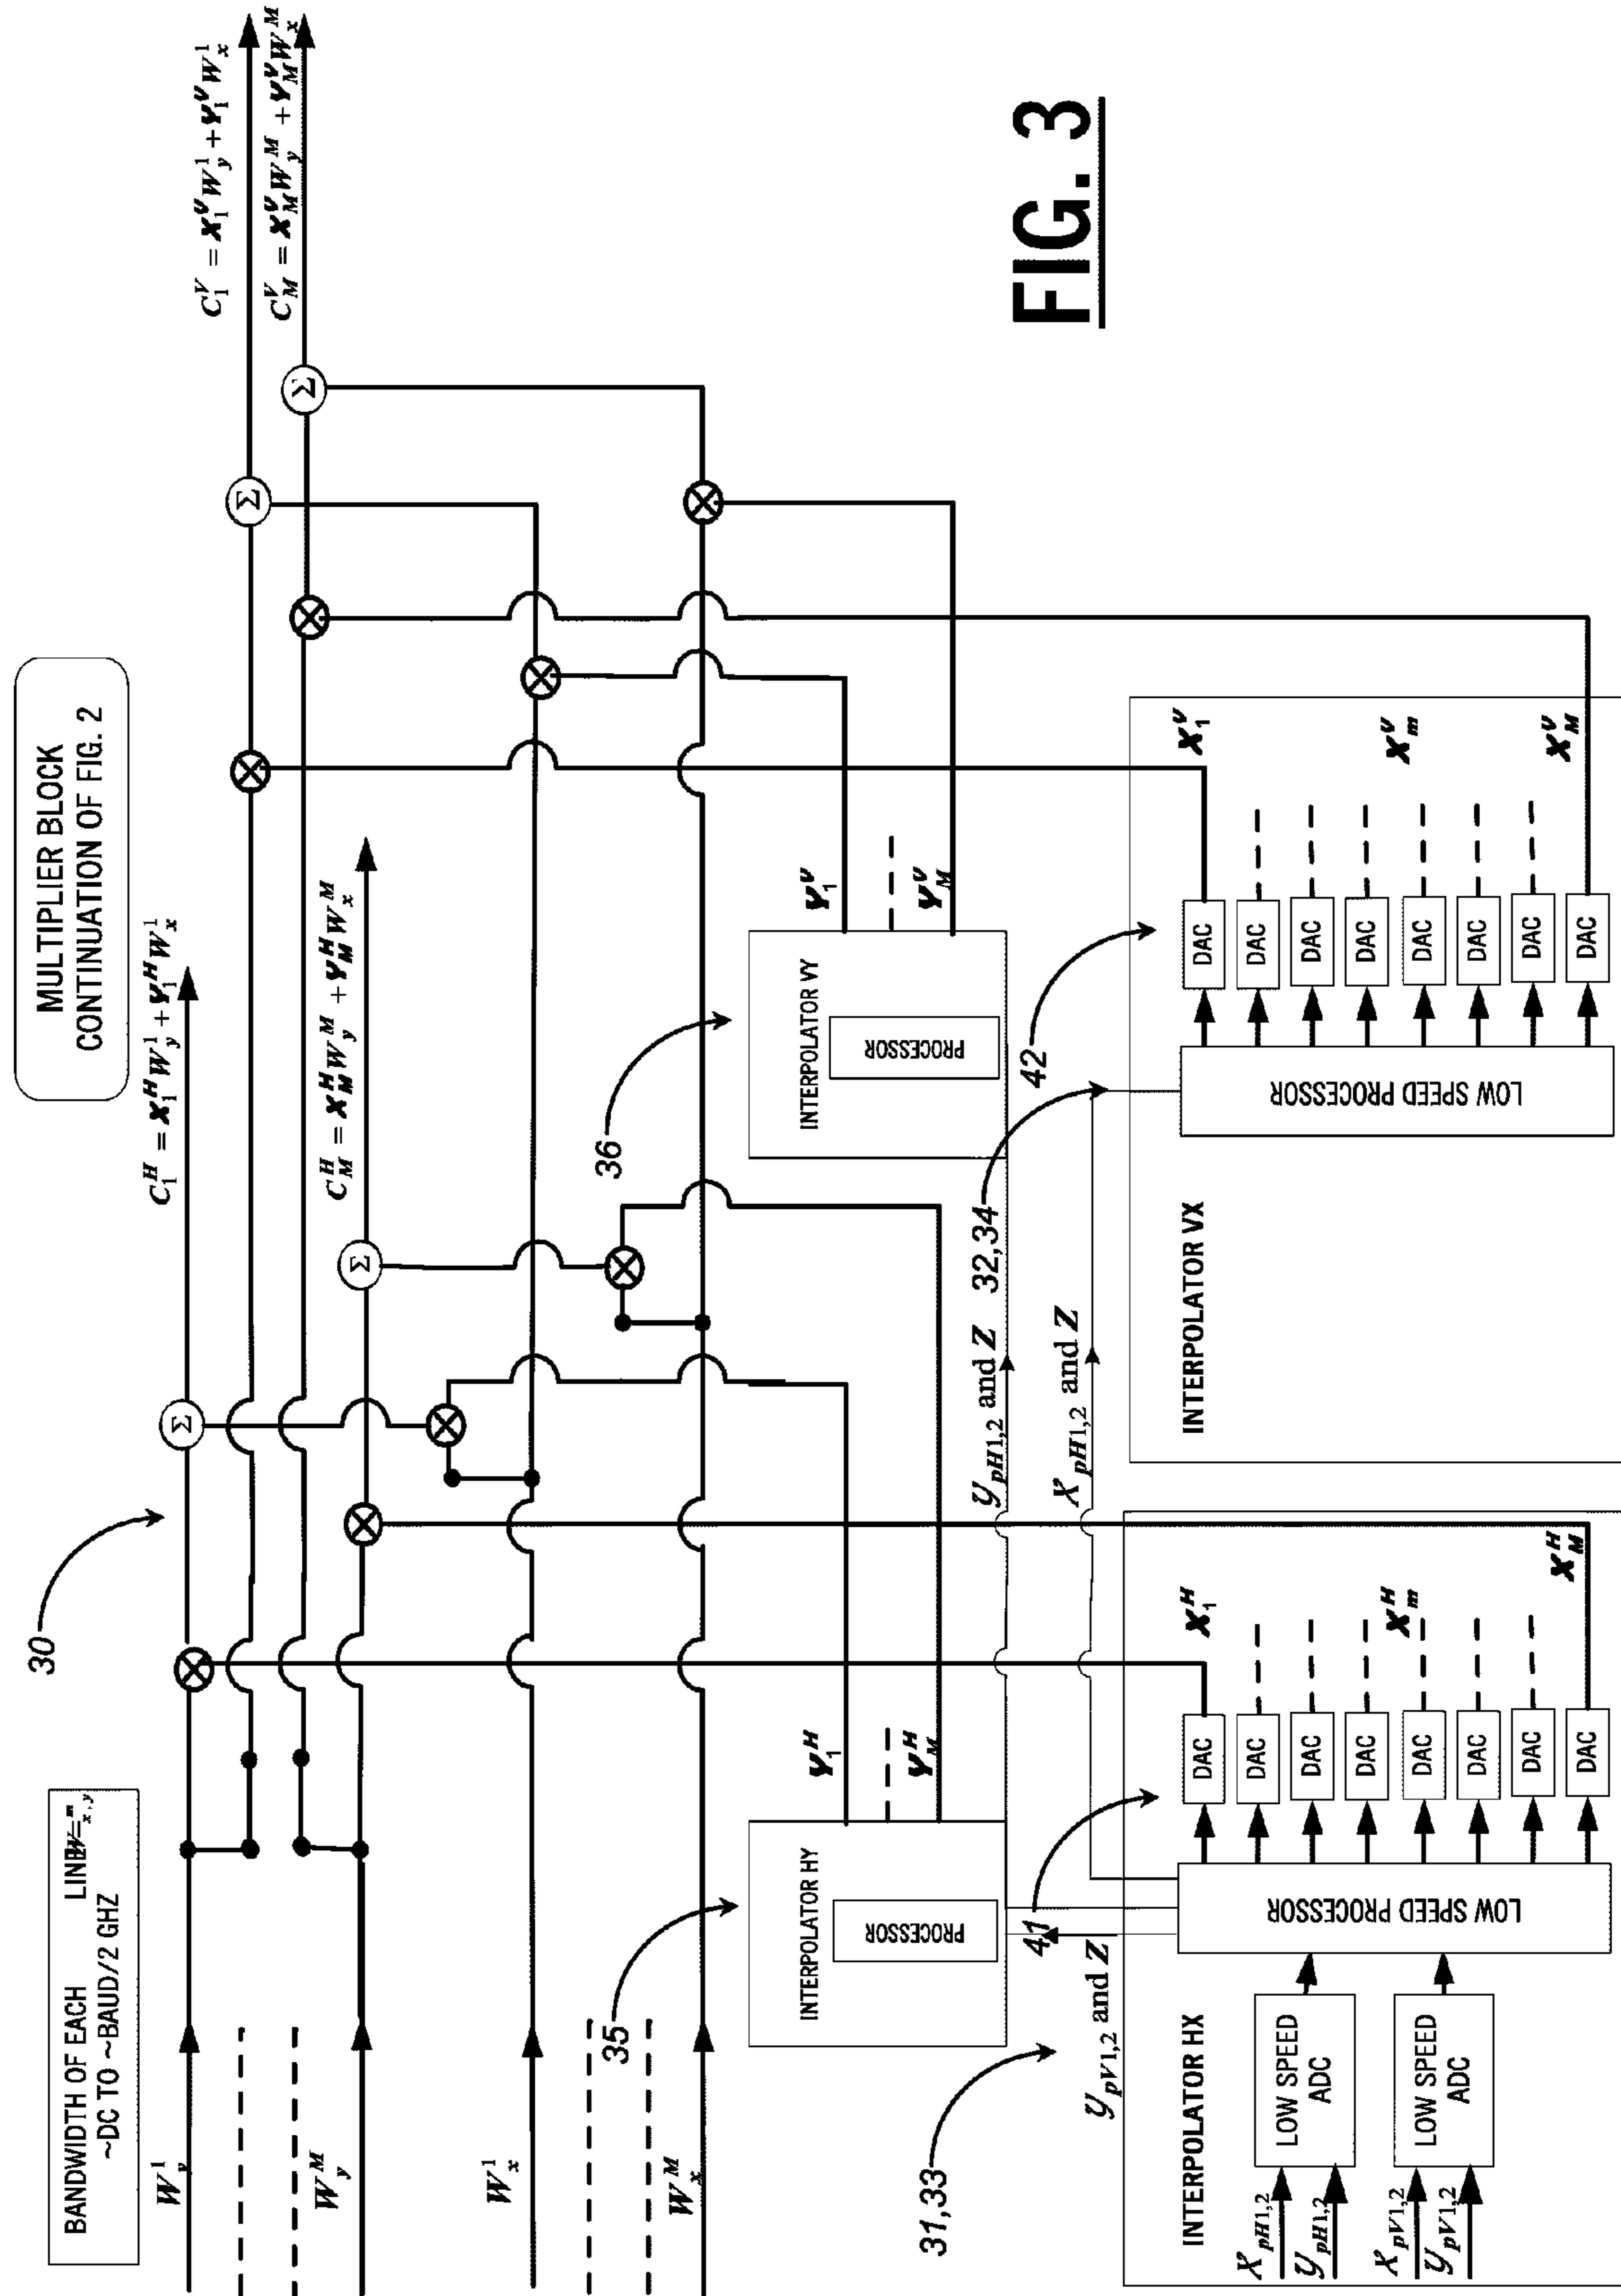 MULTIPLIER BLOCK
CONTINUATION OF FIG. 2
BANDWIDTH OF EACH LINE
~DC TO ~BAUD/2 GHZ
30
C_1^H = X_1^H W_y^1 + Y_1^H W_x^1
C_M^H = X_M^H W_y^M + Y_M^H W_x^M
C_1^V = X_1^V W_y^1 + Y_1^V W_x^1
C_M^V = X_M^V W_y^M + Y_M^V W_x^M
W_y^1
W_y^M
W_x^1
W_x^M
Σ
Σ
Σ
Σ
35
INTERPOLATOR HY
PROCESSOR
Y_1^H
Y_M^H
36
INTERPOLATOR VY
PROCESSOR
Y_1^V
Y_M^V
31,33
Y_pV1,2 and Z
41
Y_pH1,2 and Z
32,34
X_pH1,2 and Z
42
INTERPOLATOR HX
X_pH1,2
Y_pH1,2
X_pV1,2
Y_pV1,2
LOW SPEED
ADC
LOW SPEED
ADC
LOW SPEED PROCESSOR
DAC
DAC
DAC
DAC
DAC
DAC
DAC
DAC
X_1^H
X_m^H
X_M^H
INTERPOLATOR VX
LOW SPEED PROCESSOR
DAC
DAC
DAC
DAC
DAC
DAC
DAC
DAC
X_1^V
X_m^V
X_M^V
FIG. 3